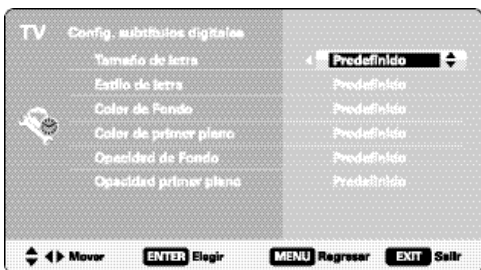 TV Config. subtítulos digitales
Tamaño de letra Predefinido
Estilo de letra Predefinido
Color de Fondo Predefinido
Color de primer plano Predefinido
Opacidad de Fondo Predefinido
Opacidad primer plano Predefinido
Mover ENTER Elegir MENU Regresar EXIT Salir